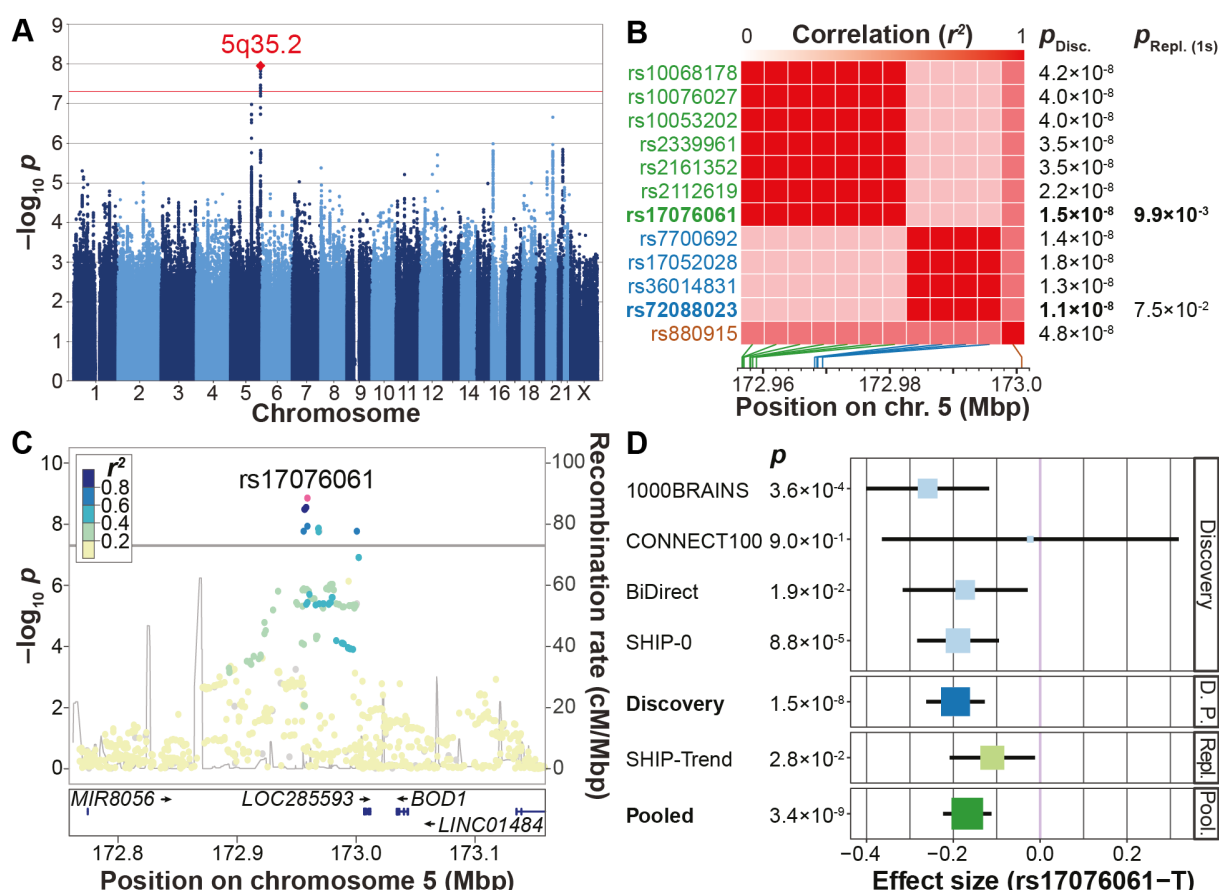 A
9
8
7
6
5
4
3
2
1
0
5q35.2
−log10 p
1 2 3 4 5 6 7 8 9 10 11 12 14 16 18 21 X
Chromosome
B
0 Correlation (r²) 1 pDisc. pRepl. (1s)
rs10068178 4.2×10⁻⁸
rs10076027 4.0×10⁻⁸
rs10053202 4.0×10⁻⁸
rs2339961 3.5×10⁻⁸
rs2161352 3.5×10⁻⁸
rs2112619 2.2×10⁻⁸
rs17076061 1.5×10⁻⁸ 9.9×10⁻³
rs7700692 1.4×10⁻⁸
rs17052028 1.8×10⁻⁸
rs36014831 1.3×10⁻⁸
rs72088023 1.1×10⁻⁸ 7.5×10⁻²
rs880915 4.8×10⁻⁸
172.96 172.98 173.0
Position on chr. 5 (Mbp)
C
r²
0.8
0.6
0.4
0.2
rs17076061
10
8
6
4
2
0
−log10 p
100
80
60
40
20
0
Recombination rate (cM/Mbp)
MIR8056 LOC285593 BOD1
LINC01484
172.8 172.9 173.0 173.1
Position on chromosome 5 (Mbp)
D
p
1000BRAINS 3.6×10⁻⁴
CONNECT100 9.0×10⁻¹
BiDirect 1.9×10⁻²
SHIP-0 8.8×10⁻⁵
Discovery 1.5×10⁻⁸
SHIP-Trend 2.8×10⁻²
Pooled 3.4×10⁻⁹
Discovery
D. P.
Repl.
Pool.
−0.4 −0.2 0.0 0.2
Effect size (rs17076061−T)